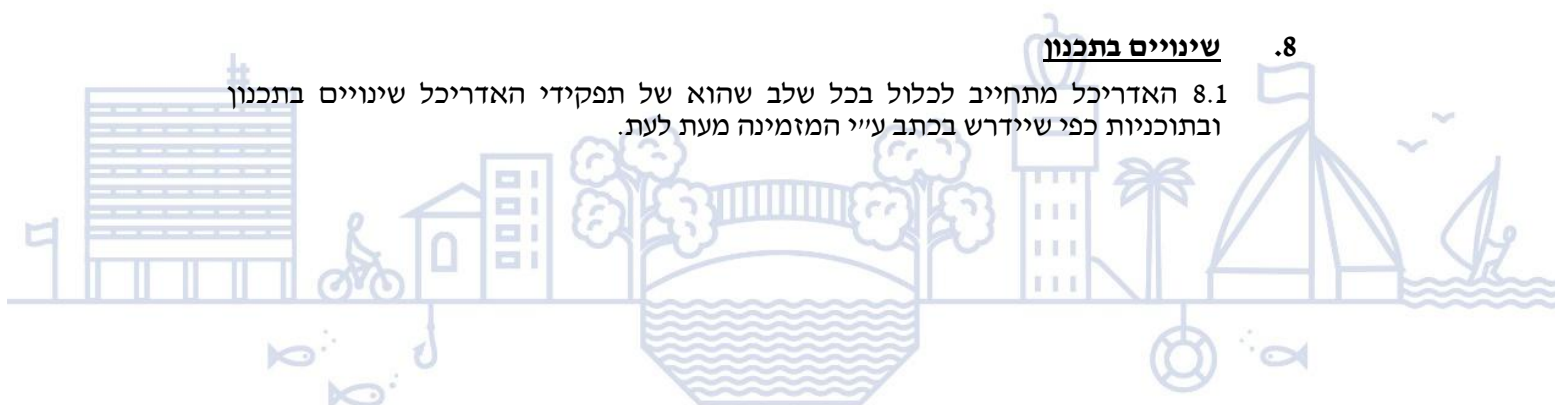 8. שינויים בתכנון
8.1 האדריכל מתחייב לכלול בכל שלב שהוא של תפקידי האדריכל שינויים בתכנון
ובתוכניות כפי שיידרש בכתב ע״י המזמינה מעת לעת.